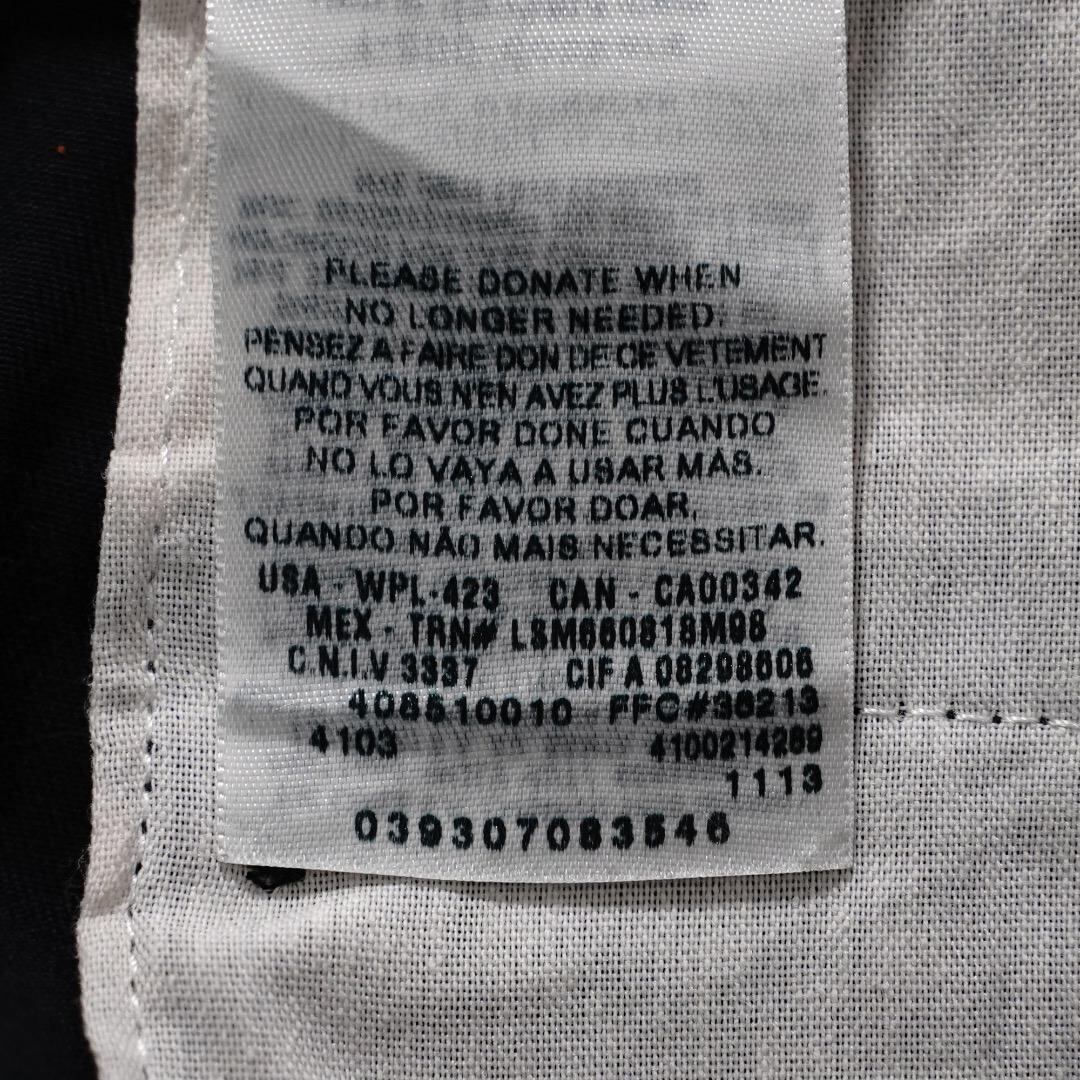 PLEASE DONATE WHEN
NO LONGER NEEDED.
PENSEZ A FAIRE DON DE CE VETEMENT
QUAND VOUS N'EN AVEZ PLUS L'USAGE.
POR FAVOR DONE CUANDO
NO LO VAYA A USAR MAS.
POR FAVOR DOAR,
QUANDO NÃO MAIS NECESSITAR.
USA - WPL-423 CAN - CA00342
MEX - TRN# LSM660818M98
C.N.I.V 3337 CIF A 08298606
408510010 FFC#38213
4103 4100214289
1113
039307083546